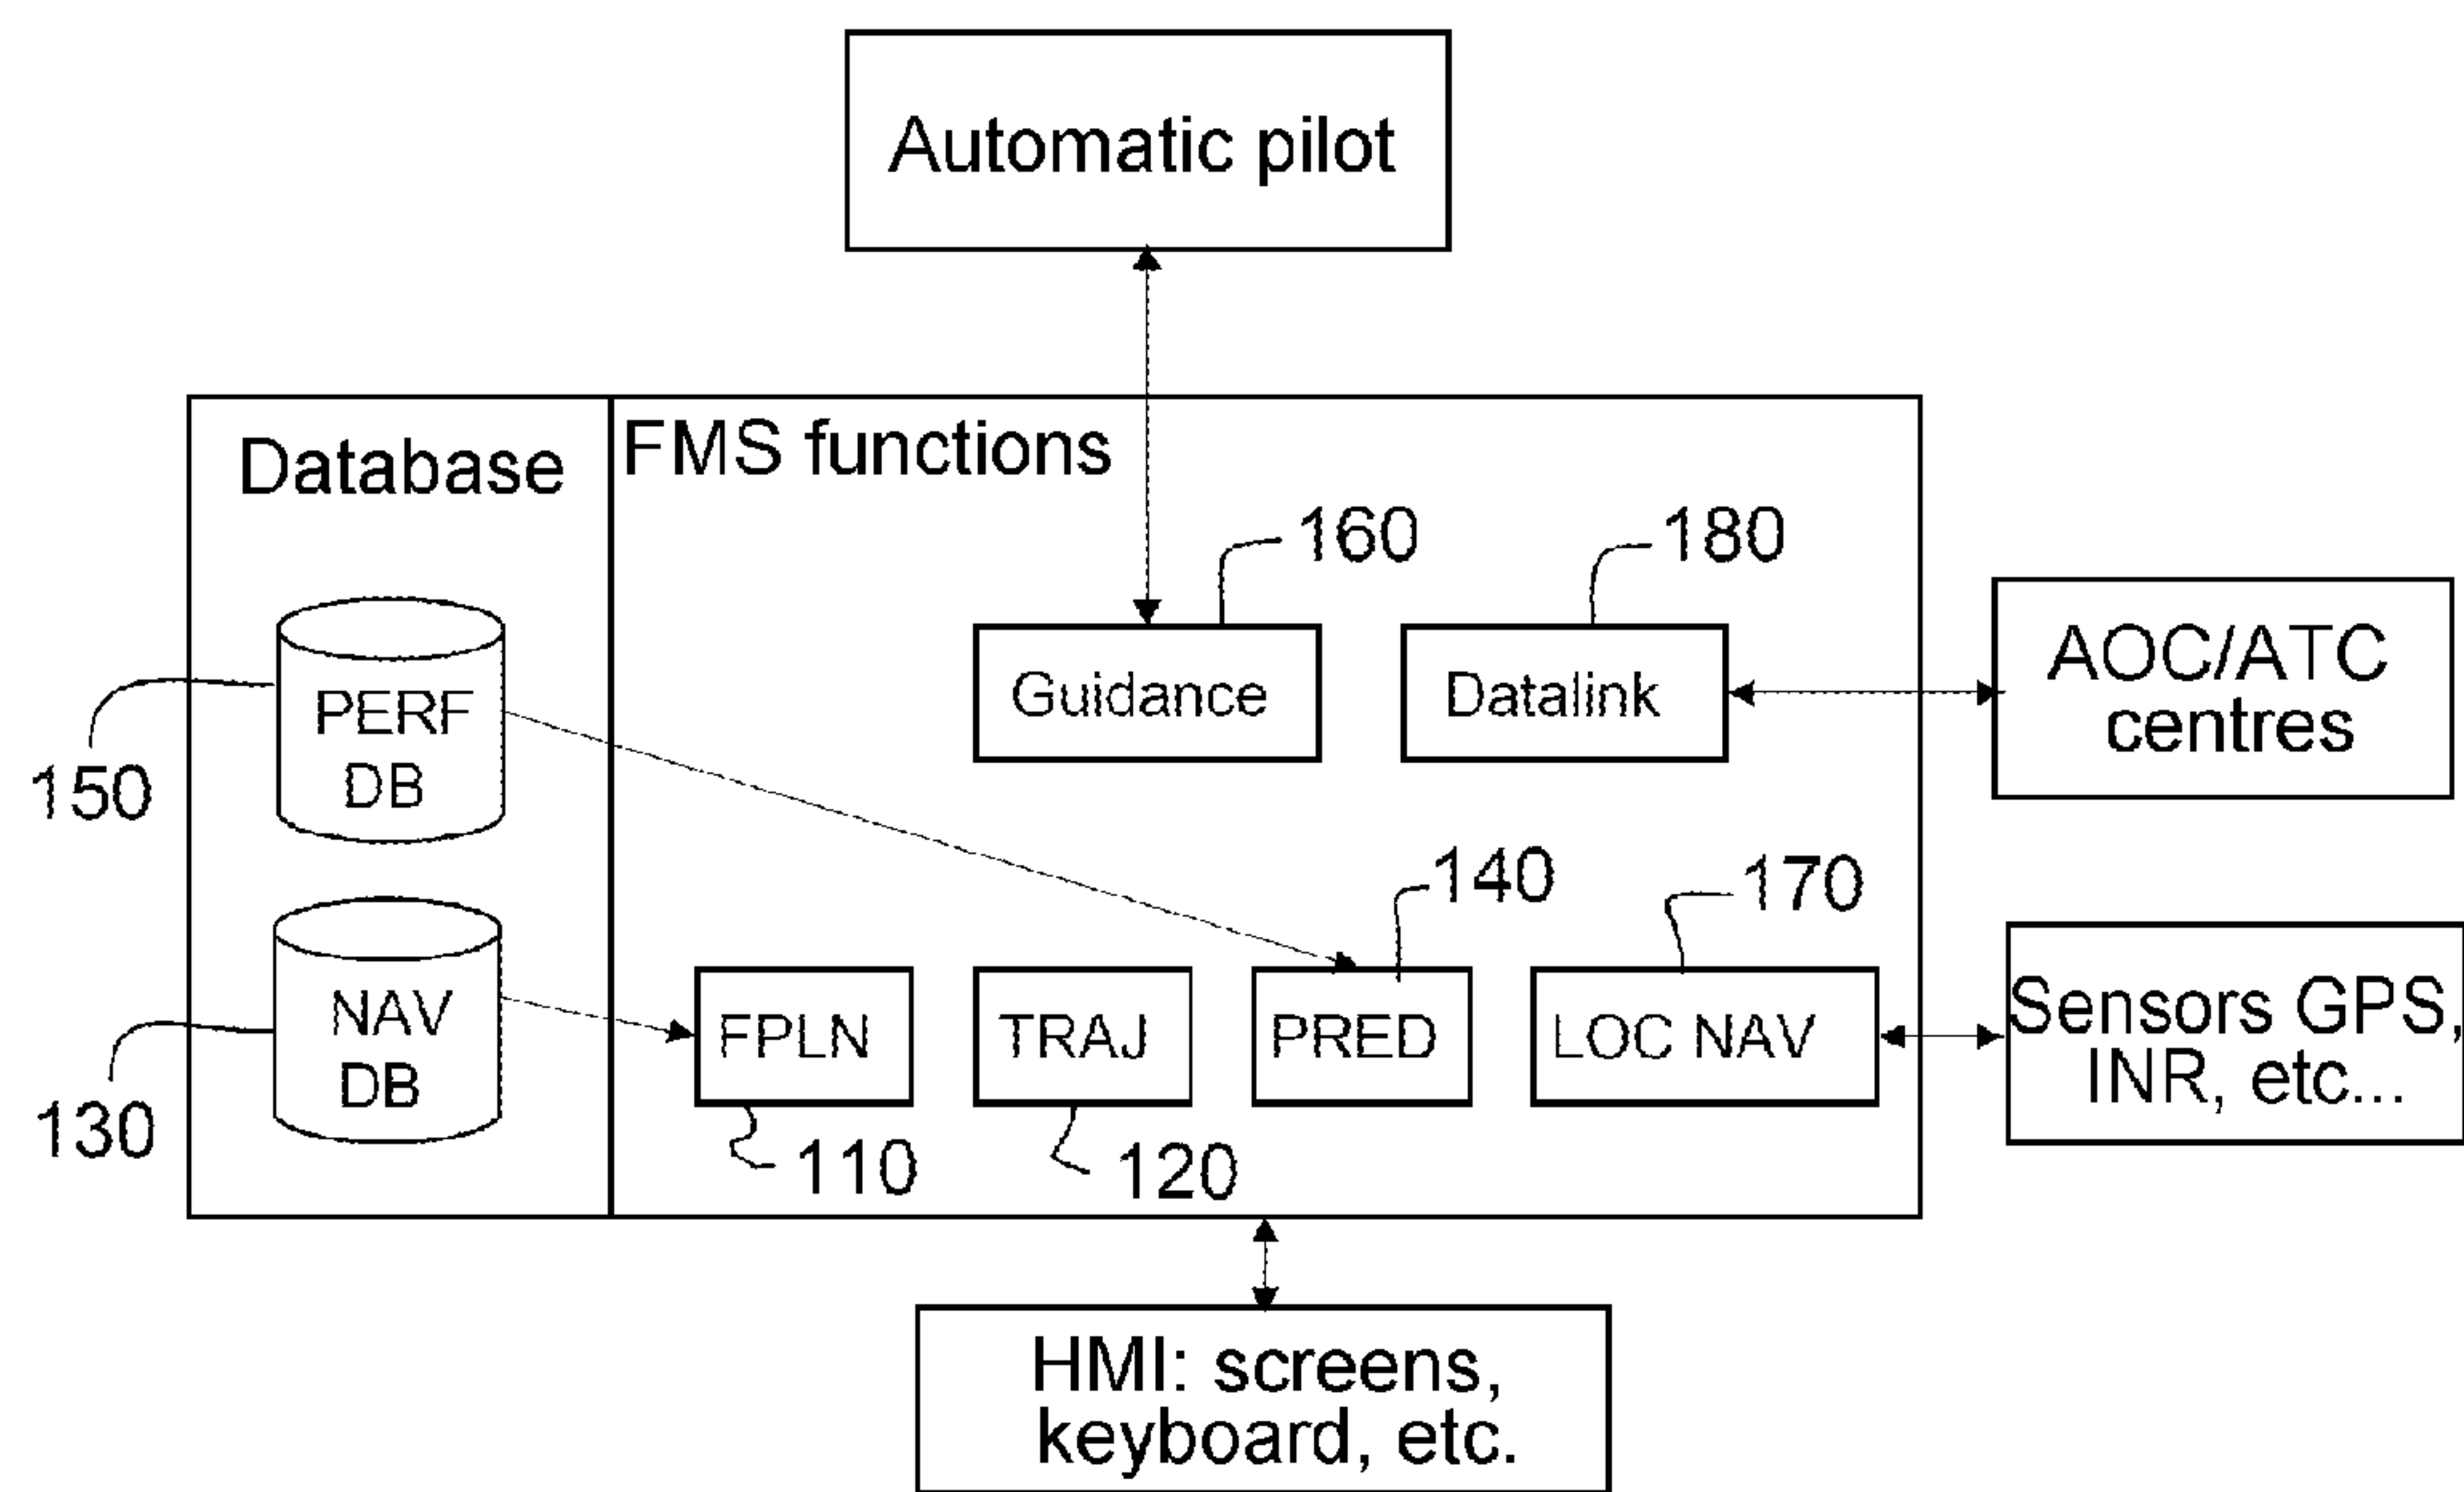 Automatic pilot
Database
FMS functions
160
180
Guidance
Datalink
AOC/ATC
centres
PERF
DB
150
140
170
NAV
DB
130
FPLN
TRAJ
PRED
LOC NAV
Sensors GPS,
INR, etc...
110
120
HMI: screens,
keyboard, etc.